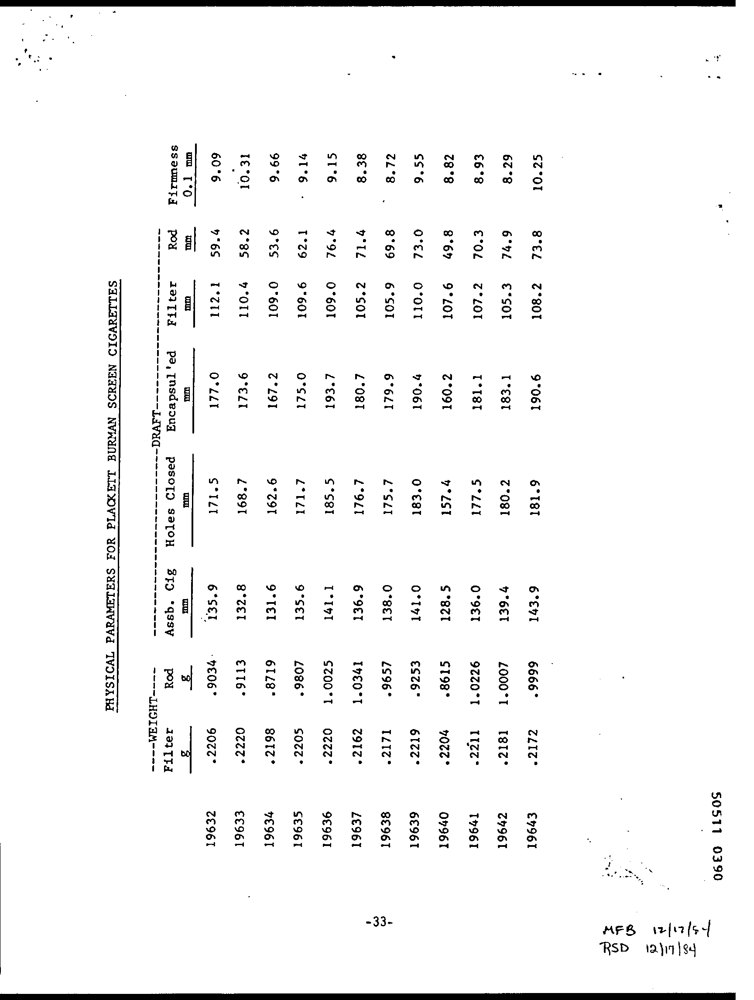 PHYSICAL PARAMETERS FOR PLACKETT BURMAN SCREEN CIGARETTES
----WEIGHT---- ----------------------------DRAFT----------------------------
Filter Rod Assb. Cig Holes Closed Encapsul'ed Filter Rod Firmness
g g mm mm mm mm mm 0.1 mm
19632 .2206 .9034 135.9 171.5 177.0 112.1 59.4 9.09
19633 .2220 .9113 132.8 168.7 173.6 110.4 58.2 10.31
19634 .2198 .8719 131.6 162.6 167.2 109.0 53.6 9.66
19635 .2205 .9807 135.6 171.7 175.0 109.6 62.1 9.14
19636 .2220 1.0025 141.1 185.5 193.7 109.0 76.4 9.15
19637 .2162 1.0341 136.9 176.7 180.7 105.2 71.4 8.38
19638 .2171 .9657 138.0 175.7 179.9 105.9 69.8 8.72
19639 .2219 .9253 141.0 183.0 190.4 110.0 73.0 9.55
19640 .2204 .8615 128.5 157.4 160.2 107.6 49.8 8.82
19641 .2211 1.0226 136.0 177.5 181.1 107.2 70.3 8.93
19642 .2181 1.0007 139.4 180.2 183.1 105.3 74.9 8.29
19643 .2172 .9999 143.9 181.9 190.6 108.2 73.8 10.25
-33-
50511 0390
MFB 12/17/84
RSD 12/17/84